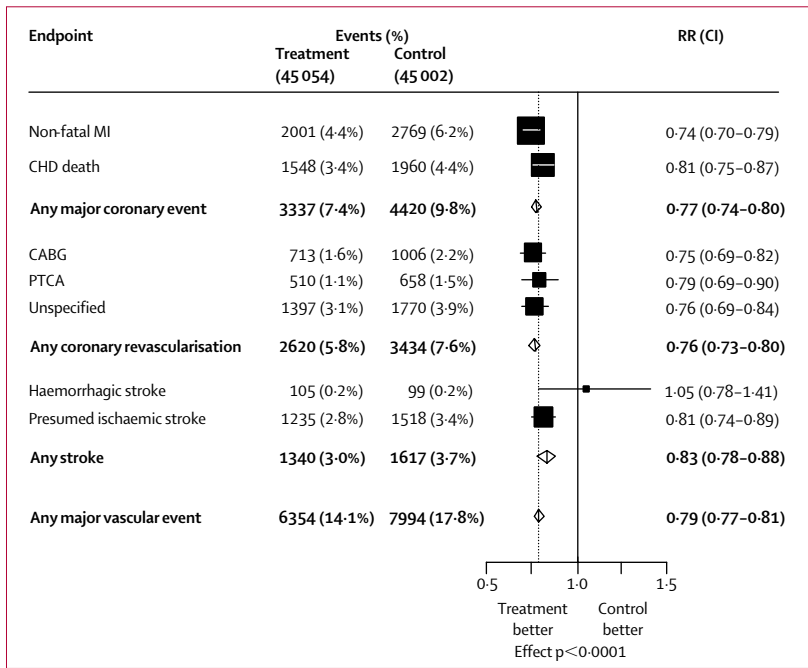 Endpoint Events (%) RR (CI)
Treatment Control
(45 054) (45 002)
Non-fatal MI 2001 (4·4%) 2769 (6·2%) 0·74 (0·70–0·79)
CHD death 1548 (3·4%) 1960 (4·4%) 0·81 (0·75–0·87)
Any major coronary event 3337 (7·4%) 4420 (9·8%) 0·77 (0·74–0·80)
CABG 713 (1·6%) 1006 (2·2%) 0·75 (0·69–0·82)
PTCA 510 (1·1%) 658 (1·5%) 0·79 (0·69–0·90)
Unspecified 1397 (3·1%) 1770 (3·9%) 0·76 (0·69–0·84)
Any coronary revascularisation 2620 (5·8%) 3434 (7·6%) 0·76 (0·73–0·80)
Haemorrhagic stroke 105 (0·2%) 99 (0·2%) 1·05 (0·78–1·41)
Presumed ischaemic stroke 1235 (2·8%) 1518 (3·4%) 0·81 (0·74–0·89)
Any stroke 1340 (3·0%) 1617 (3·7%) 0·83 (0·78–0·88)
Any major vascular event 6354 (14·1%) 7994 (17·8%) 0·79 (0·77–0·81)
0·5 1·0 1·5
Treatment Control
better better
Effect p<0·0001